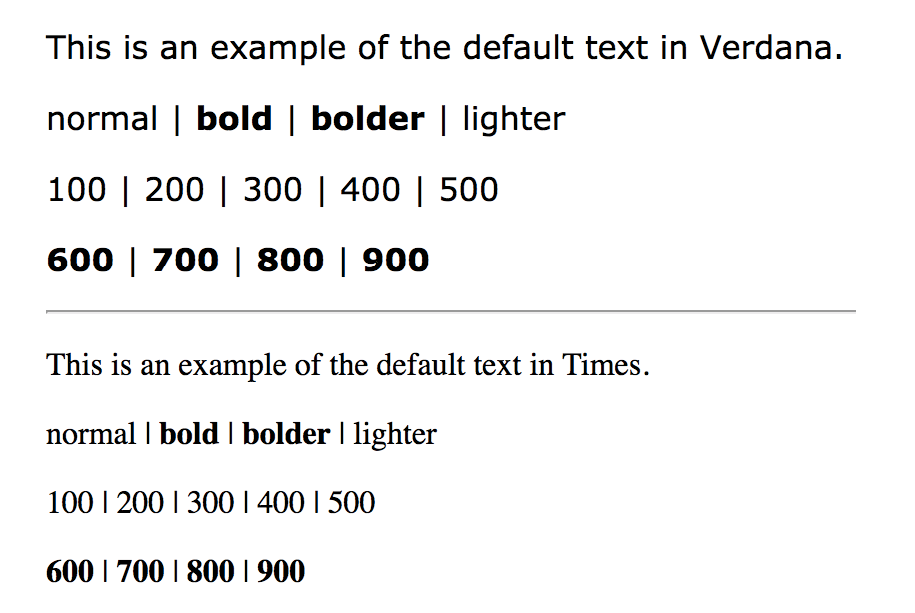 This is an example of the default text in Verdana.
normal | bold | bolder | lighter
100 | 200 | 300 | 400 | 500
600 | 700 | 800 | 900
This is an example of the default text in Times.
normal | bold | bolder | lighter
100 | 200 | 300 | 400 | 500
600 | 700 | 800 | 900